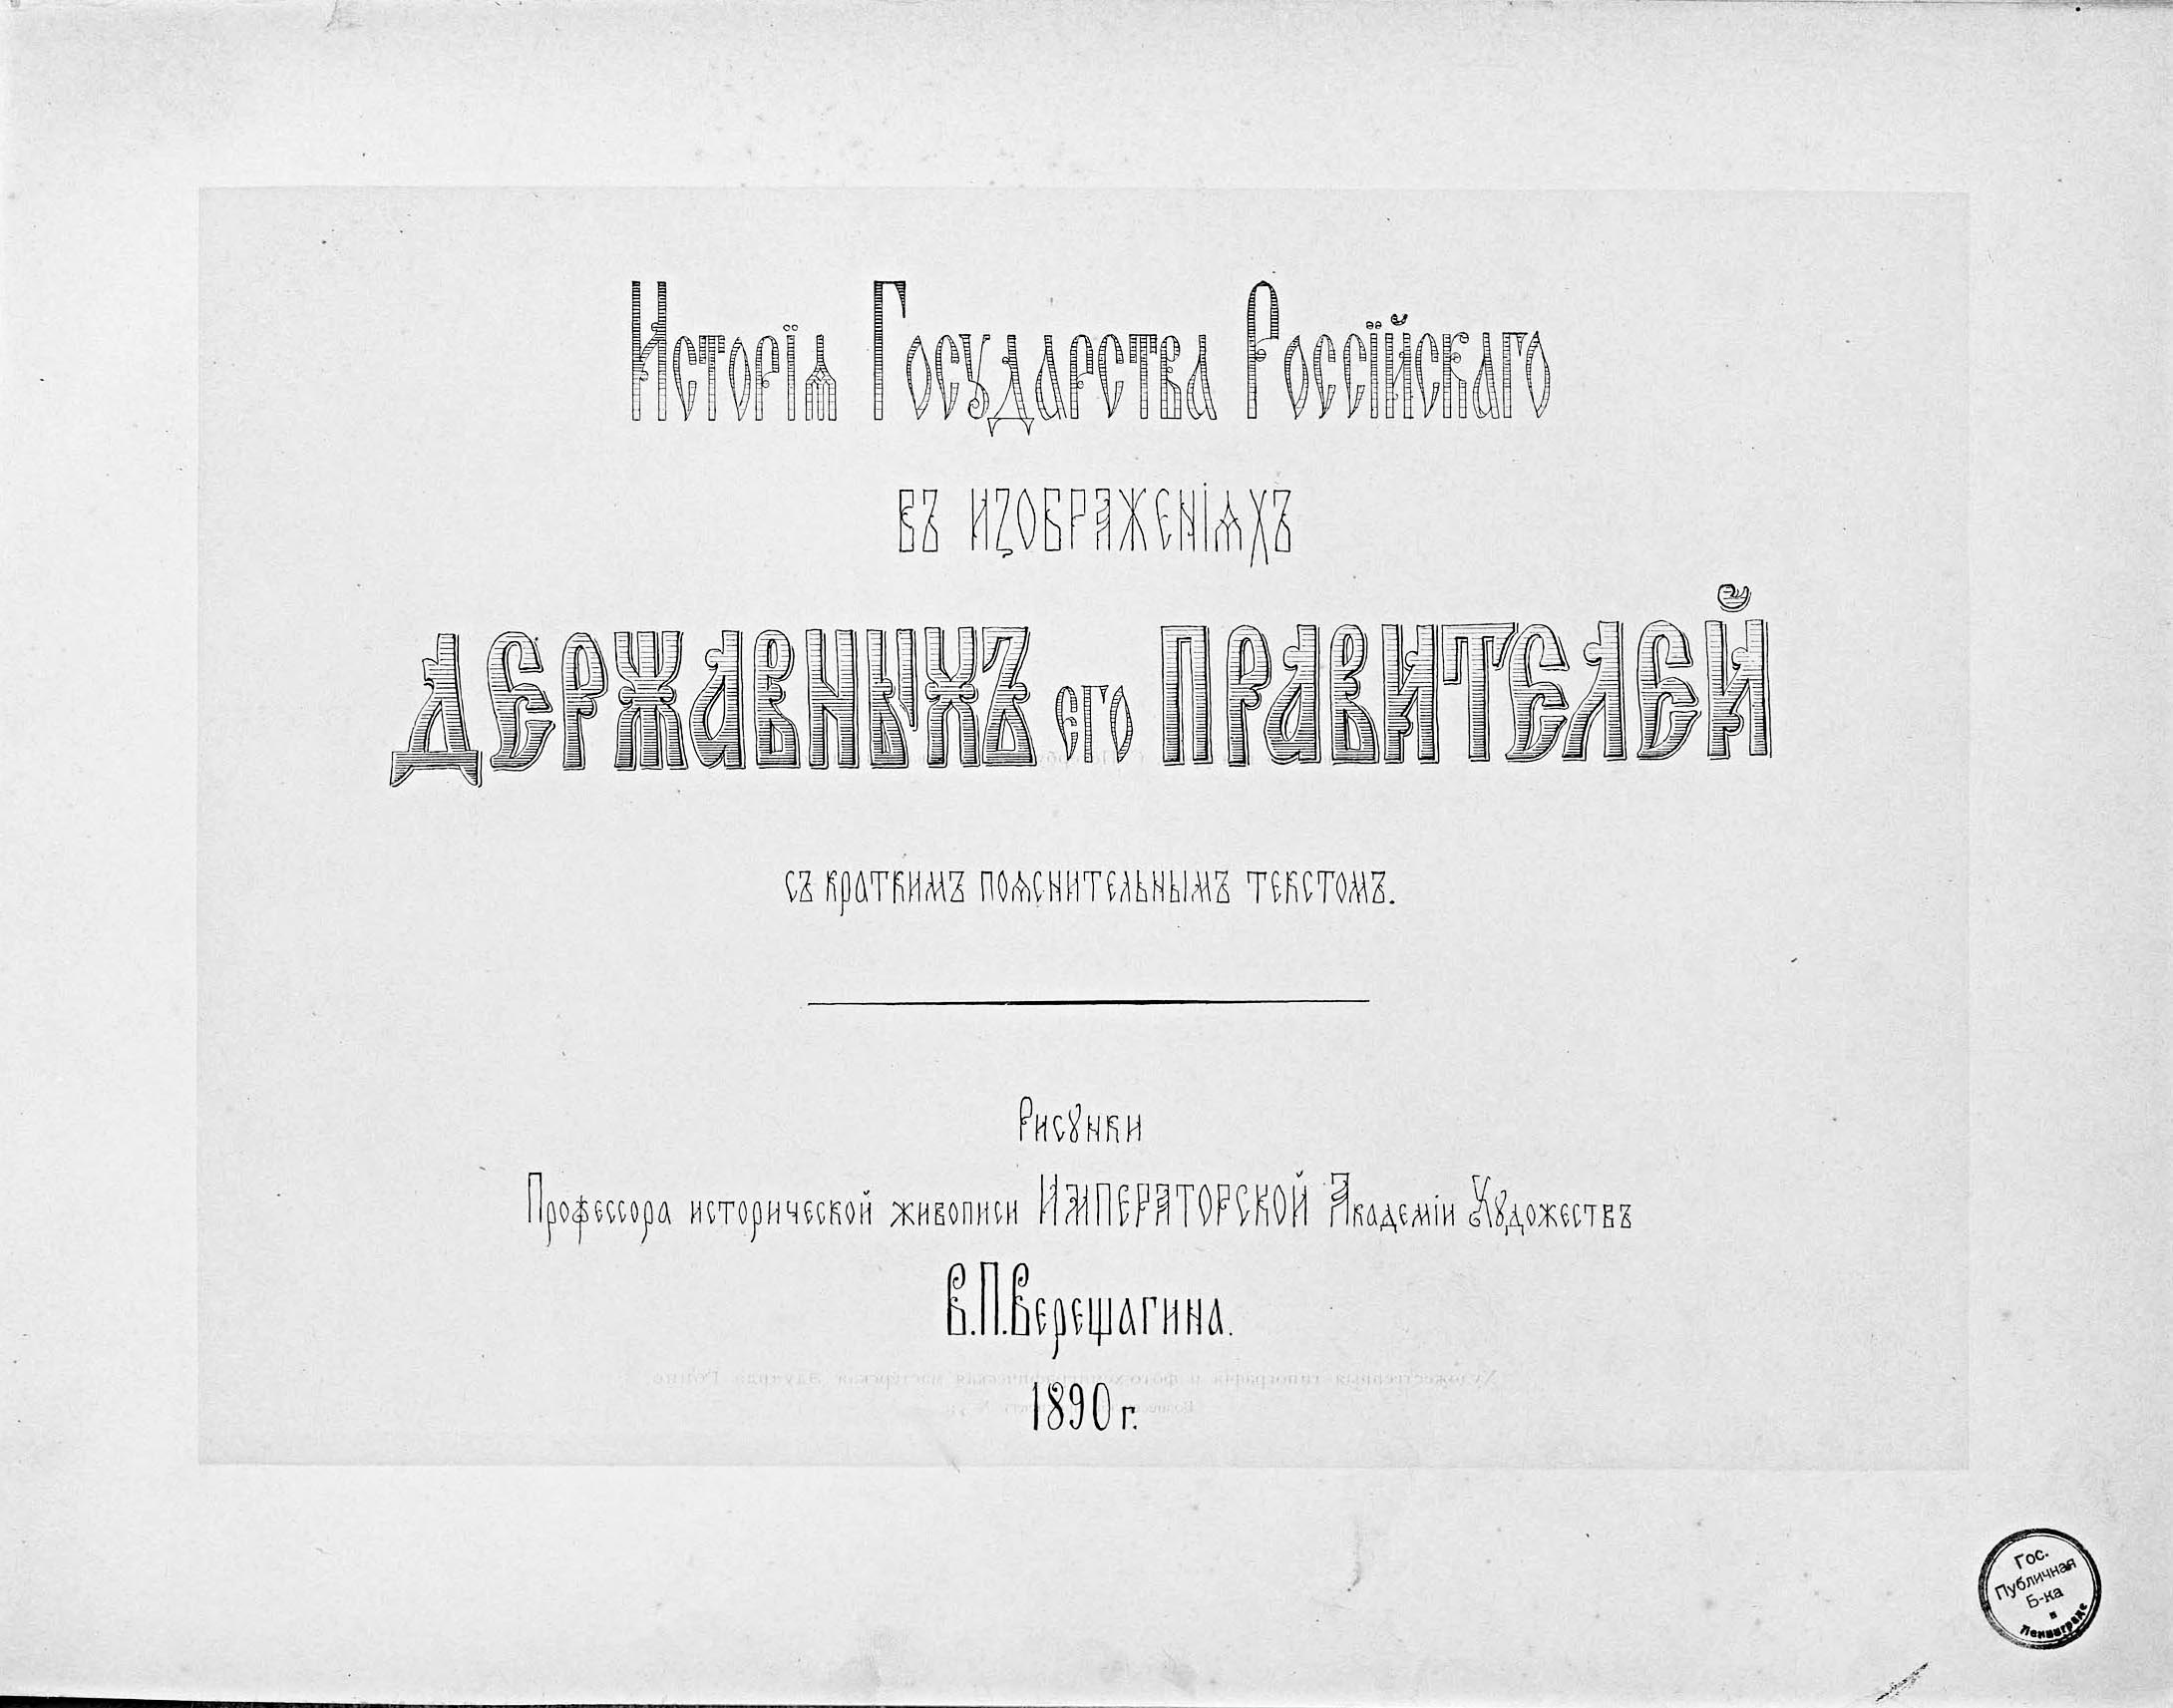 Исторія Государства Россійскаго
въ изображеніяхъ
Державныхъ его Правителей
съ краткимъ пояснительнымъ текстомъ.
Рисунки
Профессора исторической живописи ИМПЕРАТОРСКОЙ Академіи Художествъ
В.П.Верещагина.
1890 г.
Гос.
Публичная
Б-ка
в
Ленинграде